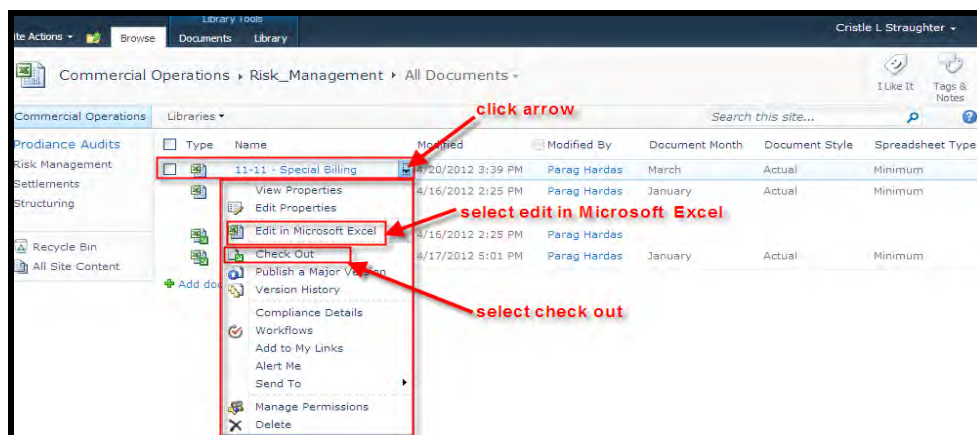 Library Tools
ite Actions Browse Documents Library Cristle L Straughter
Commercial Operations Risk_Management All Documents
I Like It Tags & Notes
click arrow
Commercial Operations Libraries Search this site...
Prodiance Audits Type Name Modified Modified By Document Month Document Style Spreadsheet Type
Risk Management 11-11 - Special Billing 4/20/2012 3:39 PM Parag Hardas March Actual Minimum
Settlements View Properties 4/16/2012 2:25 PM Parag Hardas January Actual Minimum
Structuring Edit Properties
select edit in Microsoft Excel
Edit in Microsoft Excel 4/16/2012 2:25 PM Parag Hardas
Recycle Bin Check Out 4/17/2012 5:01 PM Parag Hardas January Actual Minimum
All Site Content Publish a Major Version
Add doc Version History
select check out
Compliance Details
Workflows
Add to My Links
Alert Me
Send To
Manage Permissions
Delete